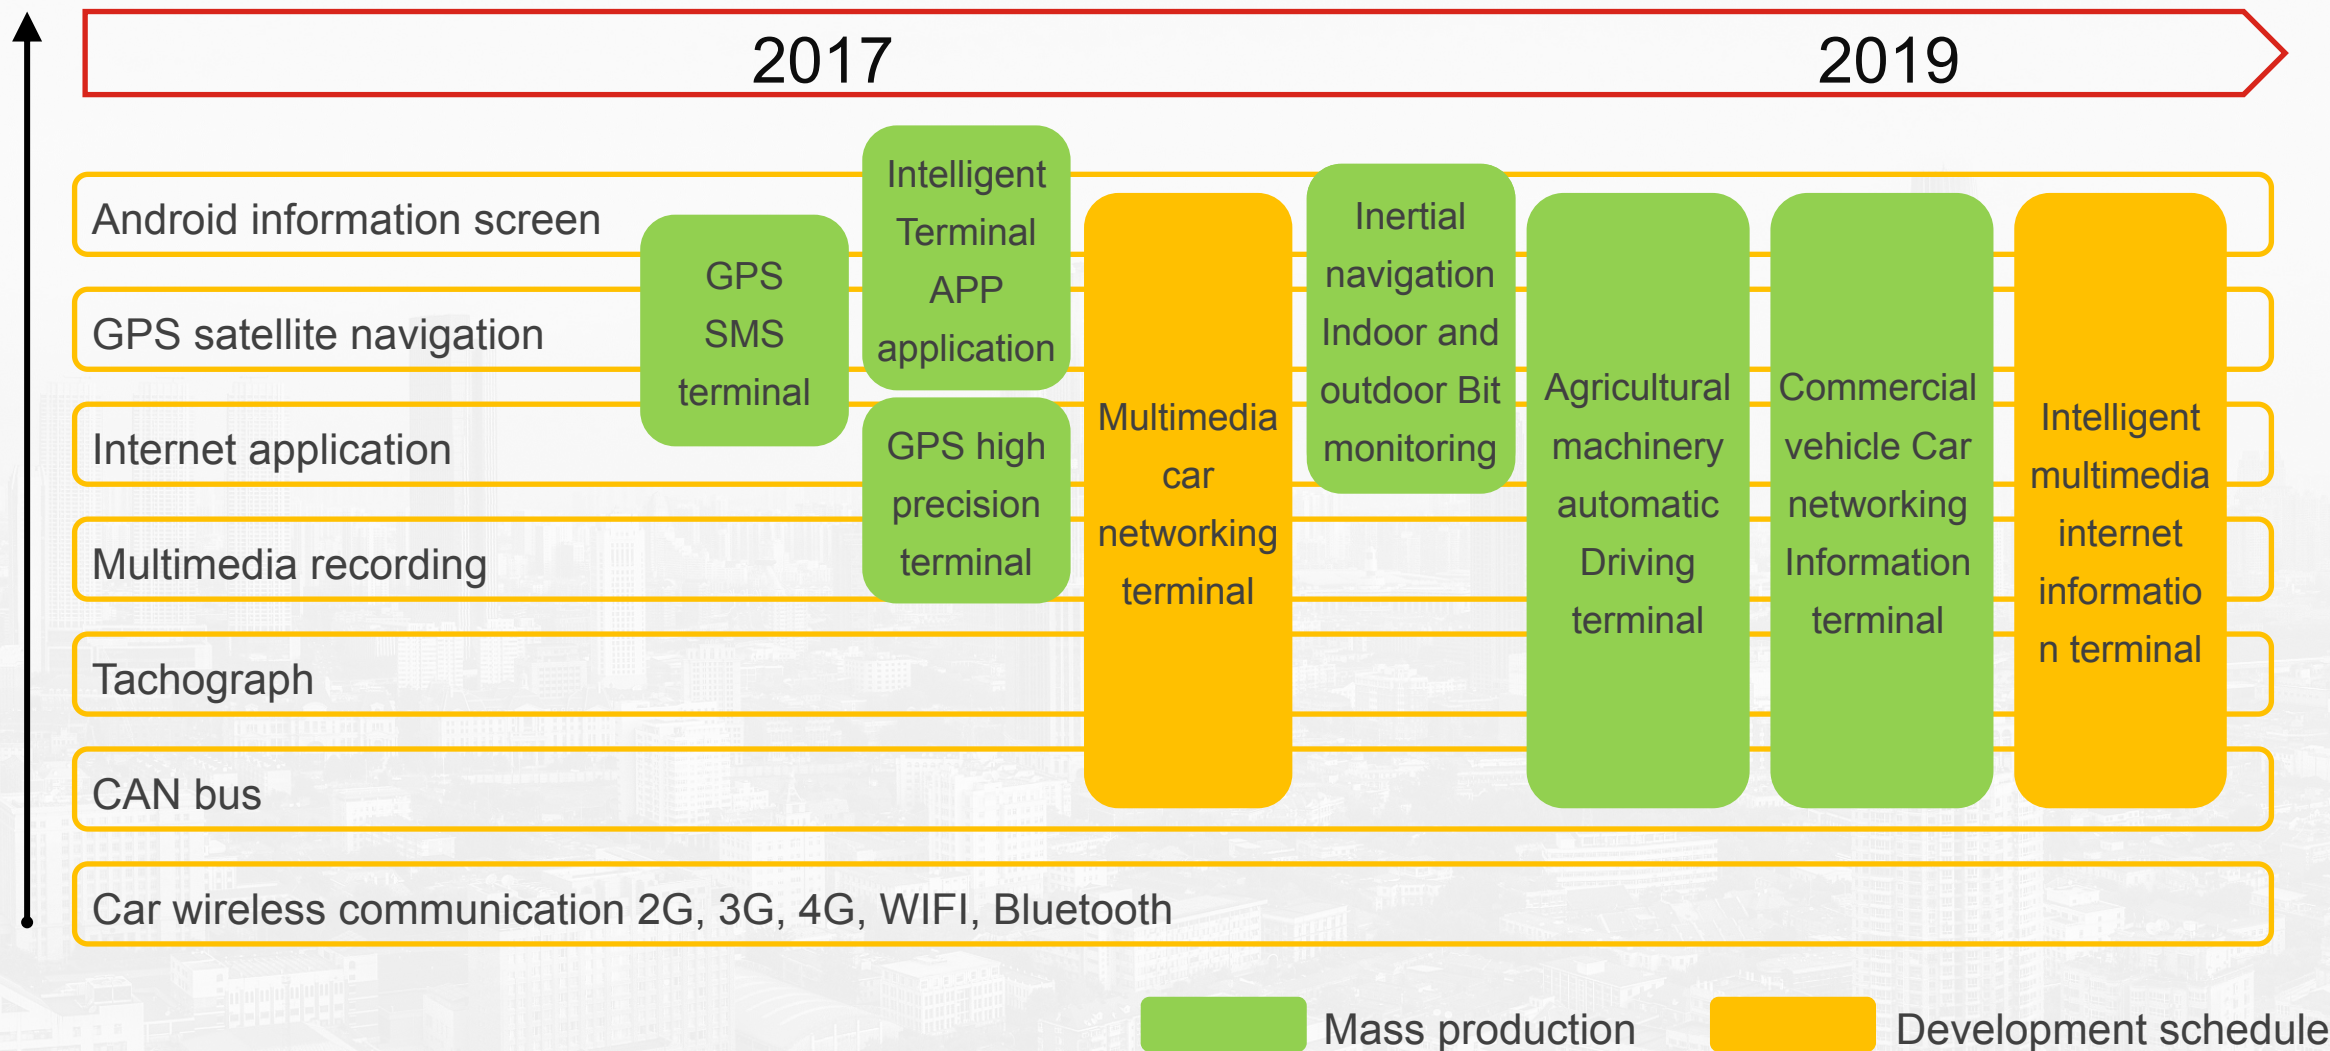 2017
2019
Android information screen
GPS satellite navigation
Internet application
Multimedia recording
Tachograph
CAN bus
Car wireless communication 2G, 3G, 4G, WIFI, Bluetooth
GPS
SMS
terminal
Intelligent
Terminal
APP
application
GPS high
precision
terminal
Multimedia
car
networking
terminal
Inertial
navigation
Indoor and
outdoor Bit
monitoring
Agricultural
machinery
automatic
Driving
terminal
Commercial
vehicle Car
networking
Information
terminal
Intelligent
multimedia
internet
informatio
n terminal
Mass production
Development schedule